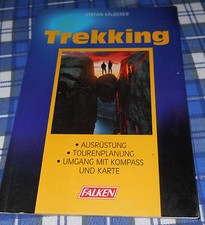 STEFAN KALBERER
Trekking
• AUSRÜSTUNG
• TOURENPLANUNG
• UMGANG MIT KOMPASS
UND KARTE
FALKEN